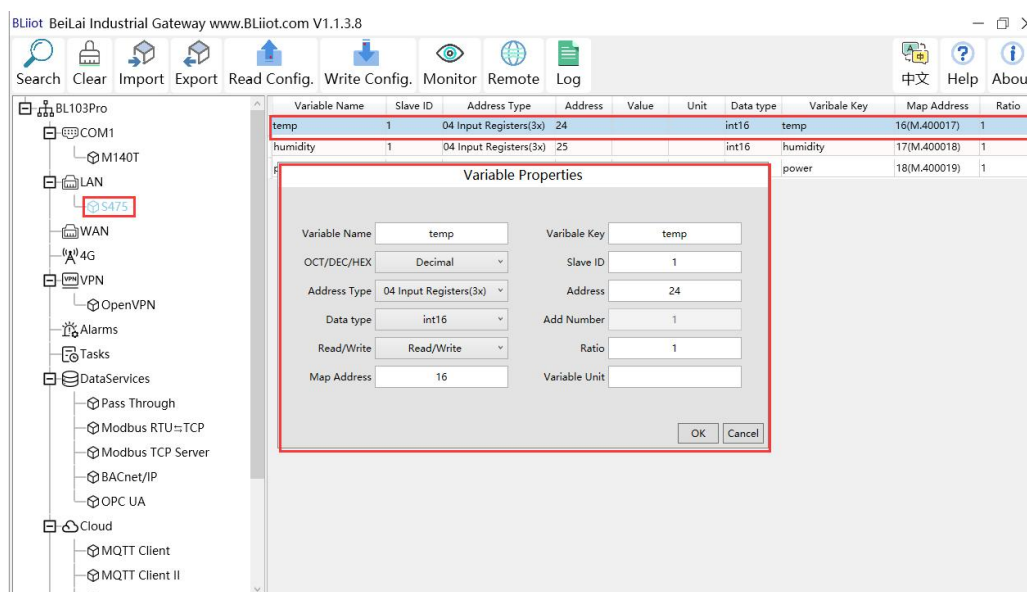 BLiiot BeiLai Industrial Gateway www.BLiiot.com V1.1.3.8
Search Clear Import Export Read Config. Write Config. Monitor Remote Log 中文 Help Abou
Variable Name Slave ID Address Type Address Value Unit Data type Varibale Key Map Address Ratio
temp 1 04 Input Registers(3x) 24 int16 temp 16(M.400017) 1
humidity 1 04 Input Registers(3x) 25 int16 humidity 17(M.400018) 1
power 18(M.400019) 1
BL103Pro
COM1
M140T
LAN
S475
WAN
4G
VPN
OpenVPN
Alarms
Tasks
DataServices
Pass Through
Modbus RTU⇆TCP
Modbus TCP Server
BACnet/IP
OPC UA
Cloud
MQTT Client
MQTT Client II
Variable Properties
Variable Name temp Varibale Key temp
OCT/DEC/HEX Decimal Slave ID 1
Address Type 04 Input Registers(3x) Address 24
Data type int16 Add Number 1
Read/Write Read/Write Ratio 1
Map Address 16 Variable Unit
OK Cancel